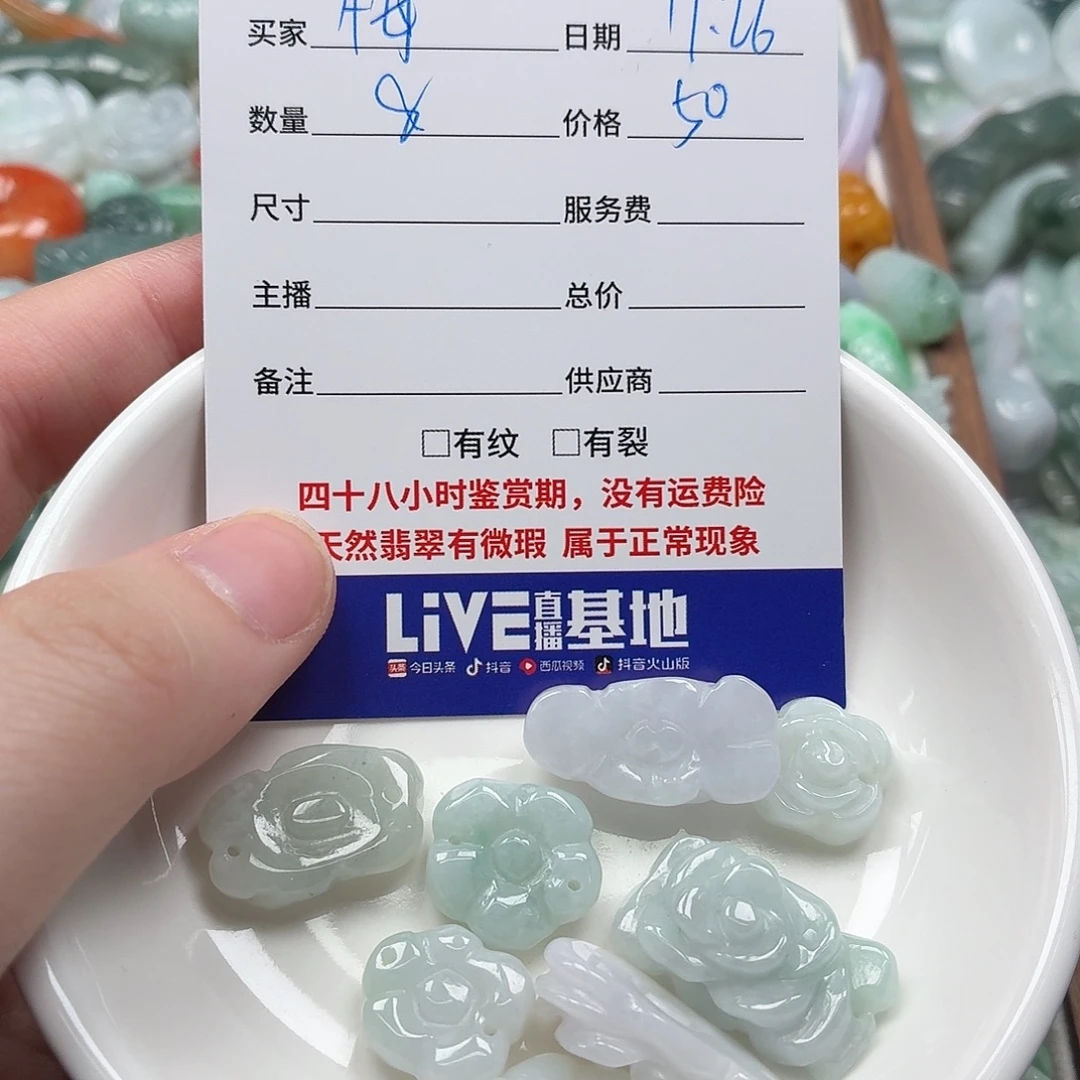 买家 梅 日期 11.26
数量 8 价格 50
尺寸 服务费
主播 总价
备注 供应商
□有纹 □有裂
四十八小时鉴赏期，没有运费险
天然翡翠有微瑕 属于正常现象
LiVE直播基地
头条 今日头条 抖音 西瓜视频 抖音火山版